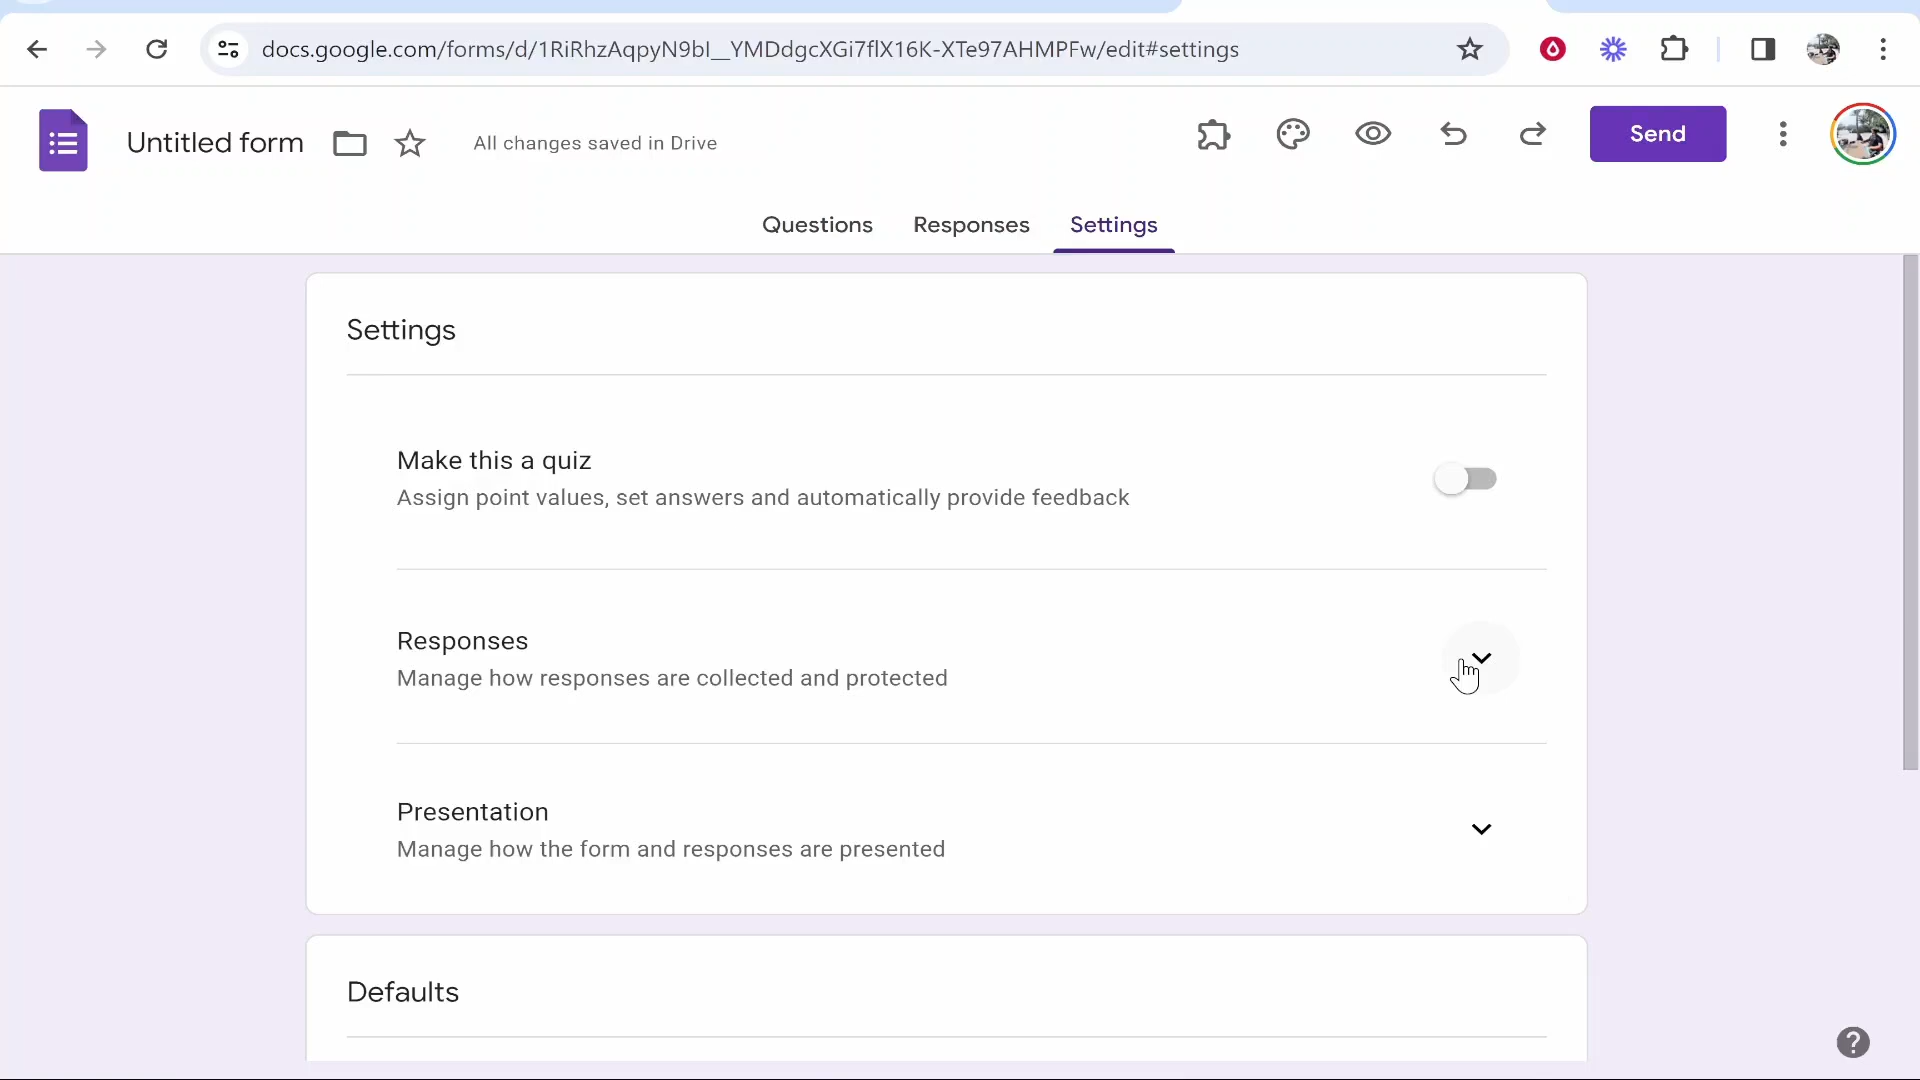 docs.google.com/forms/d/1RiRhzAqpyN9bI__YMDdgcXGi7flX16K-XTe97AHMPFw/edit#settings
Untitled form
All changes saved in Drive
Send
Questions Responses Settings
Settings
Make this a quiz
Assign point values, set answers and automatically provide feedback
Responses
Manage how responses are collected and protected
Presentation
Manage how the form and responses are presented
Defaults